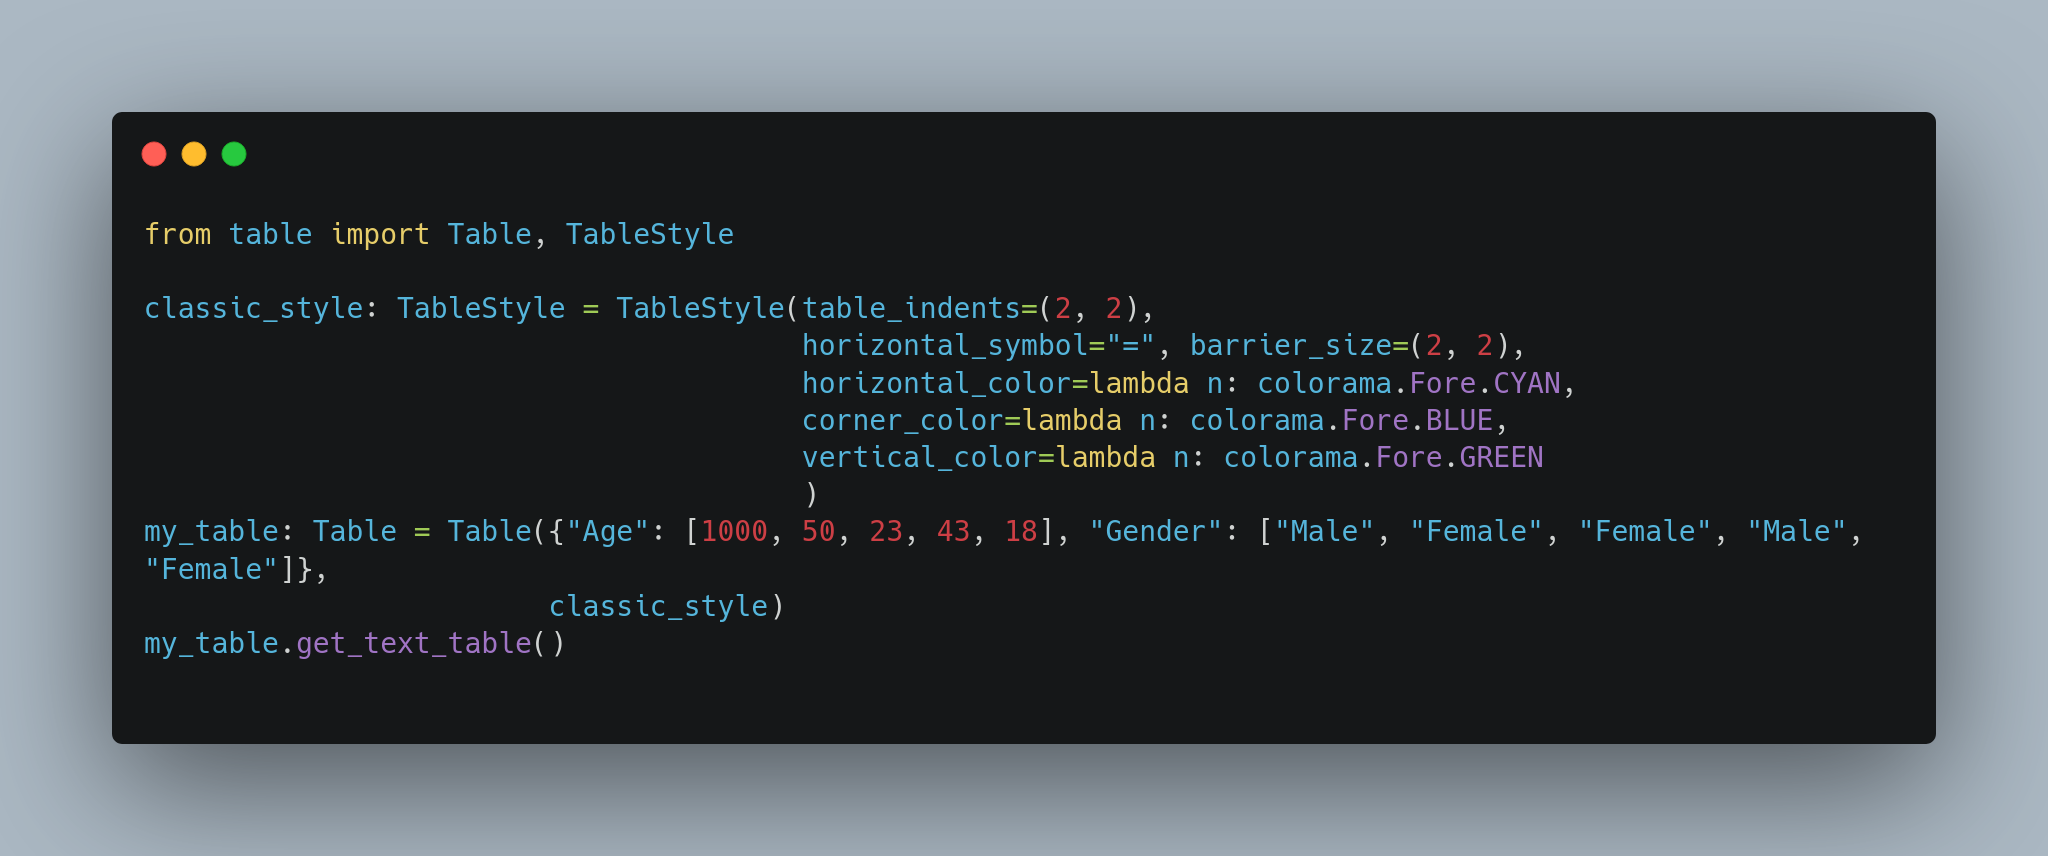 from table import Table, TableStyle

classic_style: TableStyle = TableStyle(table_indents=(2, 2),
                                       horizontal_symbol="=", barrier_size=(2, 2),
                                       horizontal_color=lambda n: colorama.Fore.CYAN,
                                       corner_color=lambda n: colorama.Fore.BLUE,
                                       vertical_color=lambda n: colorama.Fore.GREEN
                                       )
my_table: Table = Table({"Age": [1000, 50, 23, 43, 18], "Gender": ["Male", "Female", "Female", "Male",
"Female"]},
                        classic_style)
my_table.get_text_table()